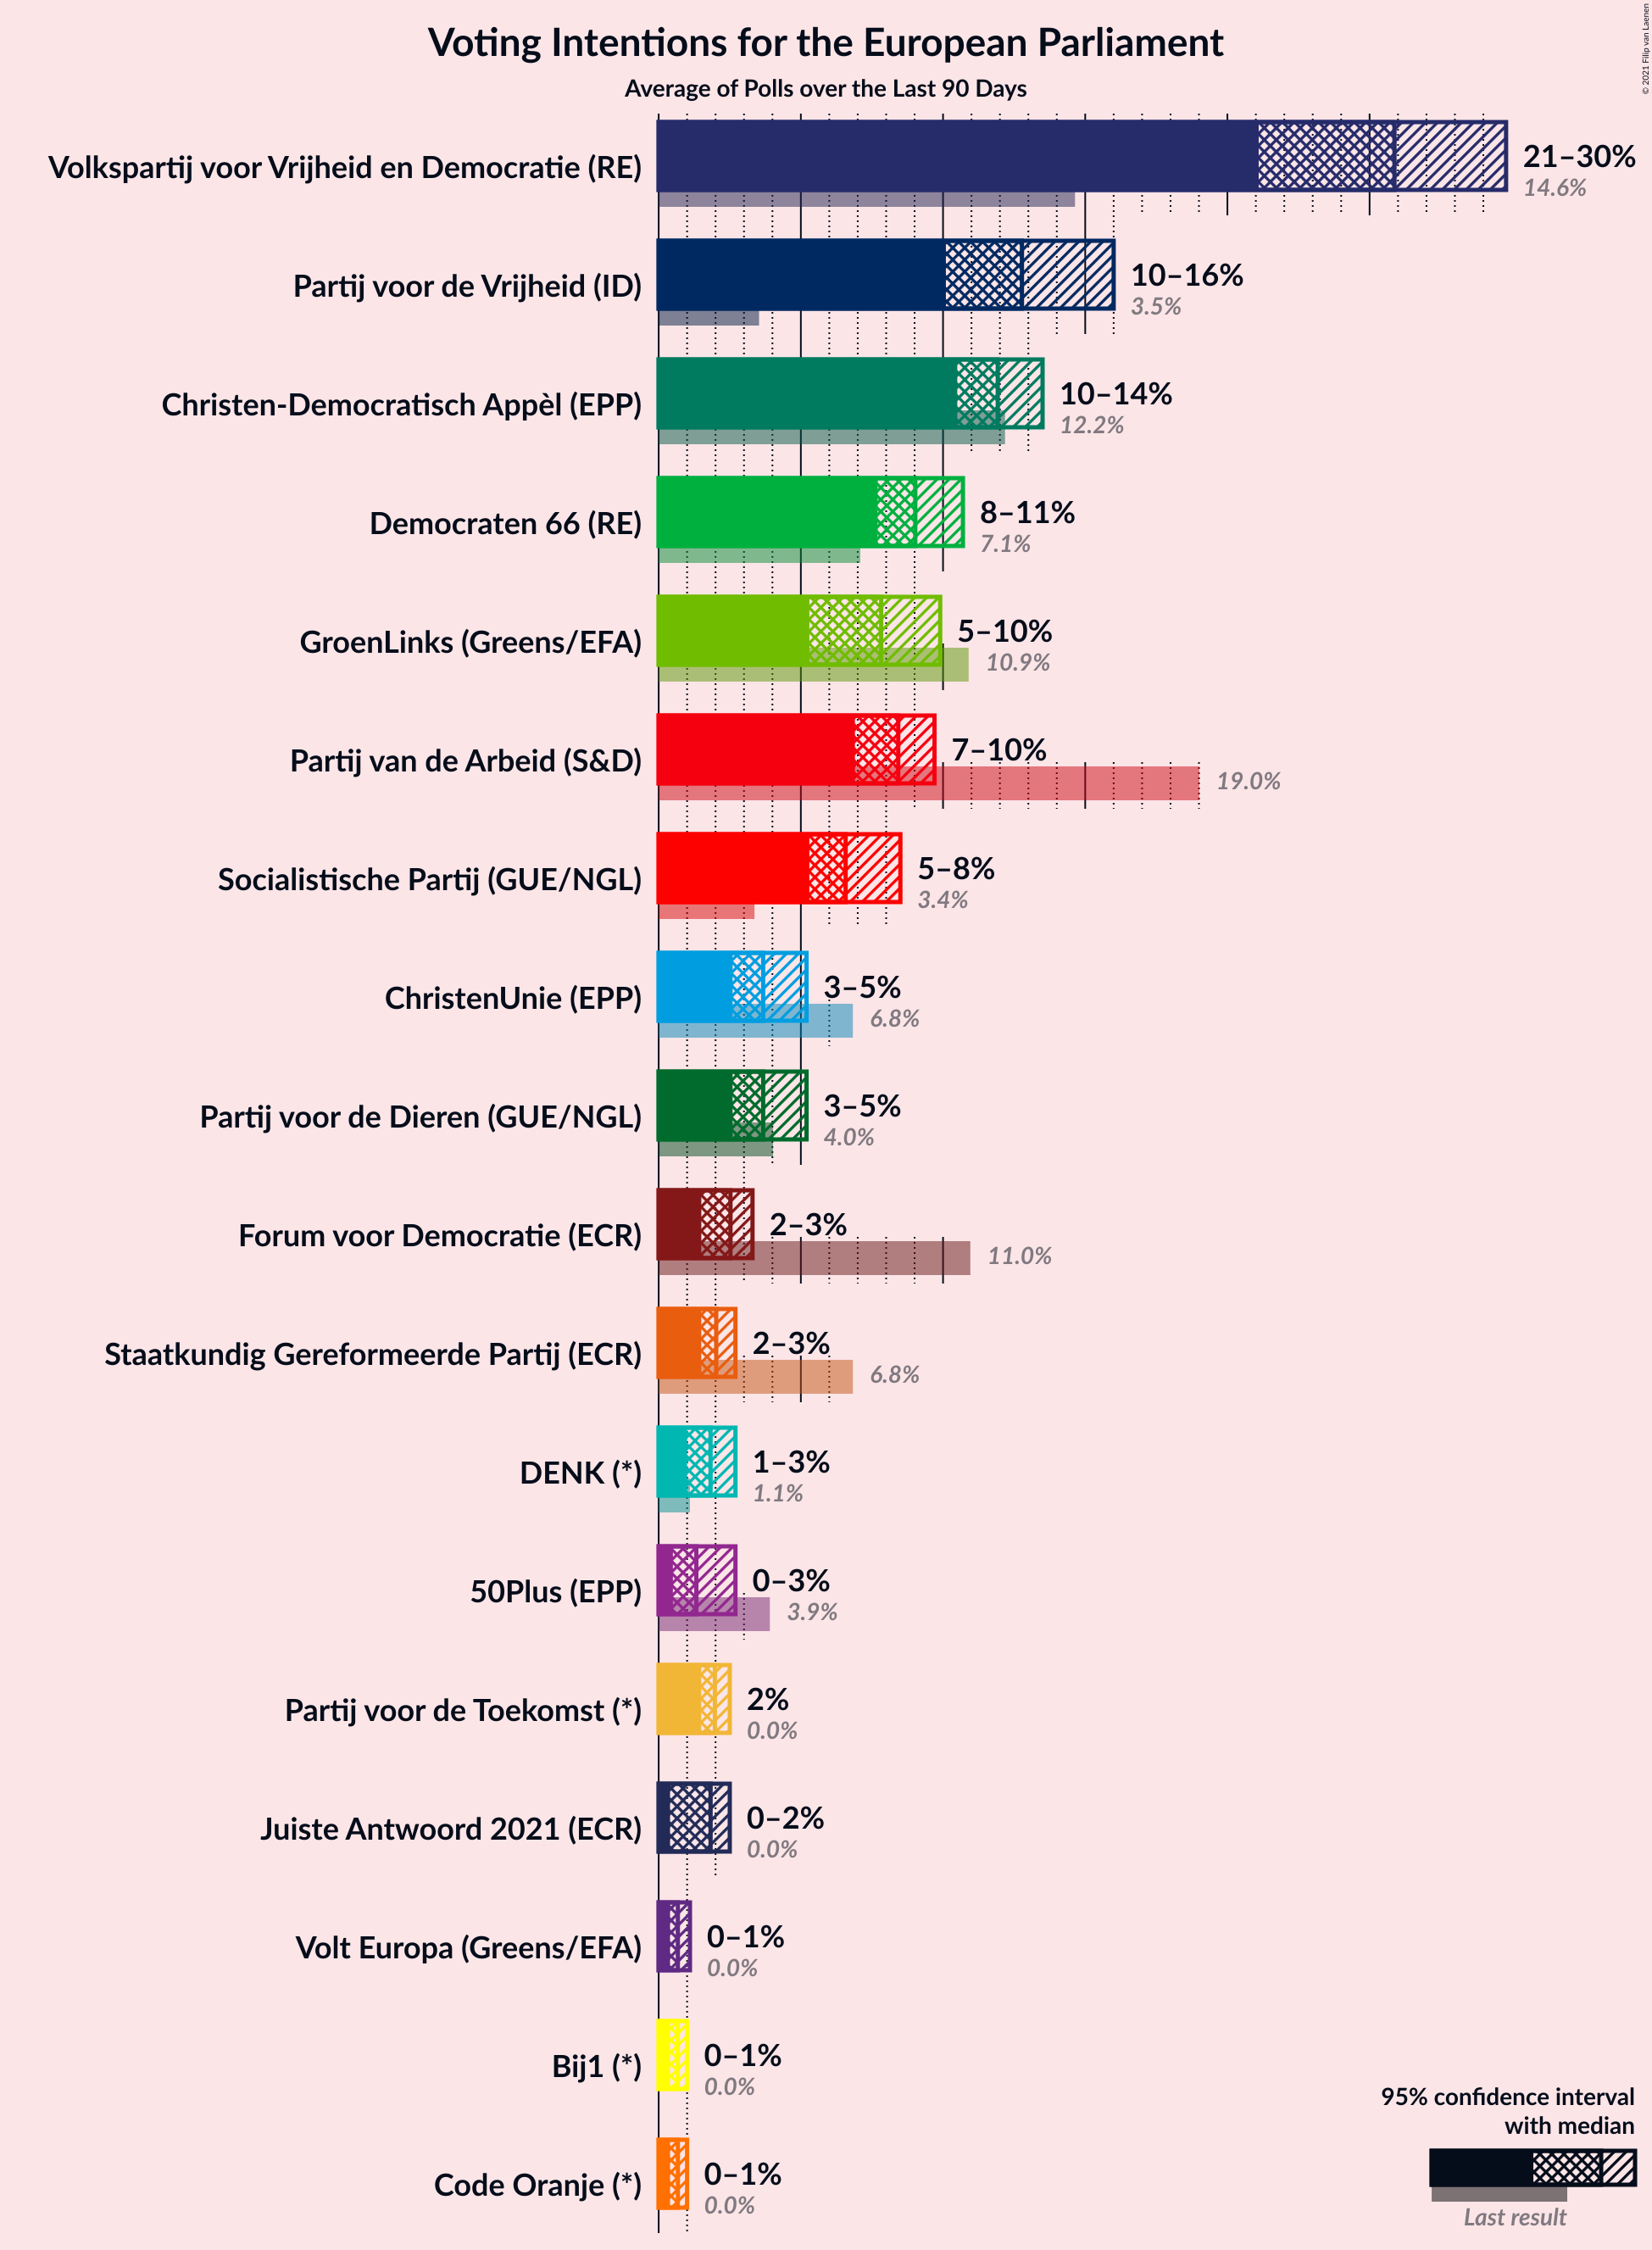 © 2021 Filip van Laenen
Voting Intentions for the European Parliament
Average of Polls over the Last 90 Days
Volkspartij voor Vrijheid en Democratie (RE)
21–30%
14.6%
Partij voor de Vrijheid (ID)
10–16%
3.5%
Christen-Democratisch Appèl (EPP)
10–14%
12.2%
Democraten 66 (RE)
8–11%
7.1%
GroenLinks (Greens/EFA)
5–10%
10.9%
Partij van de Arbeid (S&D)
7–10%
19.0%
Socialistische Partij (GUE/NGL)
5–8%
3.4%
ChristenUnie (EPP)
3–5%
6.8%
Partij voor de Dieren (GUE/NGL)
3–5%
4.0%
Forum voor Democratie (ECR)
2–3%
11.0%
Staatkundig Gereformeerde Partij (ECR)
2–3%
6.8%
DENK (*)
1–3%
1.1%
50Plus (EPP)
0–3%
3.9%
Partij voor de Toekomst (*)
2%
0.0%
Juiste Antwoord 2021 (ECR)
0–2%
0.0%
Volt Europa (Greens/EFA)
0–1%
0.0%
Bij1 (*)
0–1%
0.0%
Code Oranje (*)
0–1%
0.0%
95% confidence interval
with median
Last result